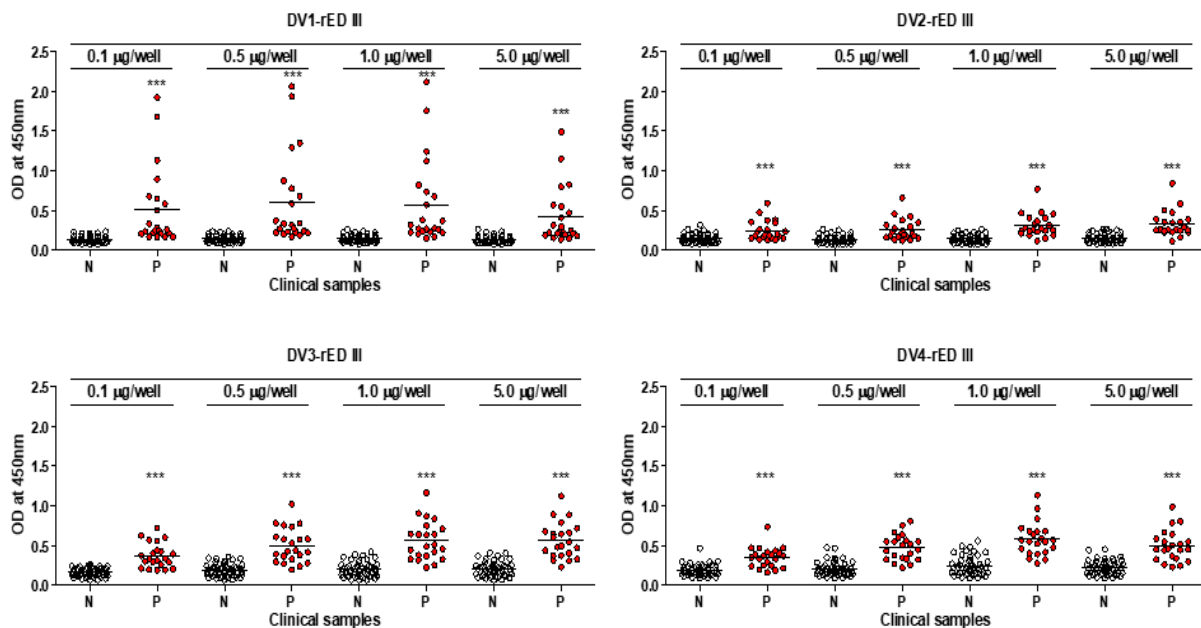 DV1-rED III
2.5
0.1 µg/well 0.5 µg/well 1.0 µg/well 5.0 µg/well
*** *** *** ***
2.0
1.5
1.0
0.5
0.0
OD at 450nm
N P N P N P N P
Clinical samples
DV2-rED III
2.5
0.1 µg/well 0.5 µg/well 1.0 µg/well 5.0 µg/well
2.0
1.5
*** *** *** ***
1.0
0.5
0.0
OD at 450nm
N P N P N P N P
Clinical samples
DV3-rED III
2.5
0.1 µg/well 0.5 µg/well 1.0 µg/well 5.0 µg/well
2.0
1.5
*** *** *** ***
1.0
0.5
0.0
OD at 450nm
N P N P N P N P
Clinical samples
DV4-rED III
2.5
0.1 µg/well 0.5 µg/well 1.0 µg/well 5.0 µg/well
2.0
1.5
*** *** *** ***
1.0
0.5
0.0
OD at 450nm
N P N P N P N P
Clinical samples